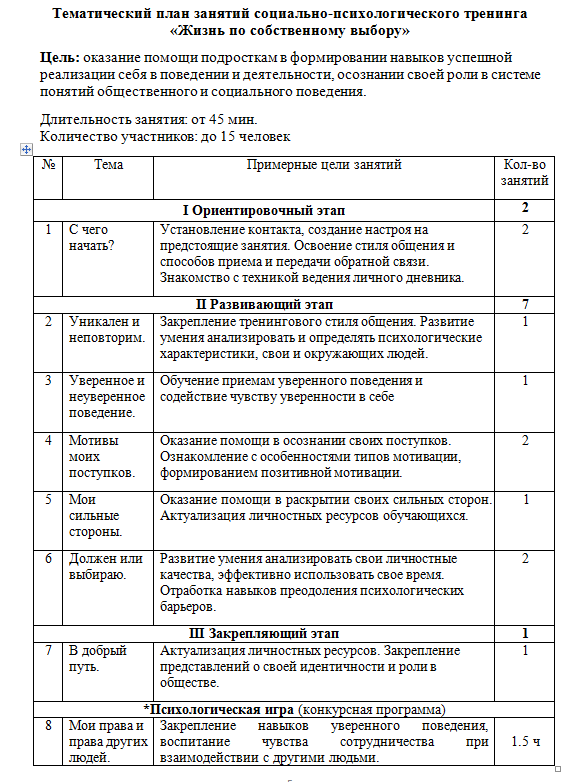 Тематический план занятий социально-психологического тренинга
«Жизнь по собственному выбору»
Цель: оказание помощи подросткам в формировании навыков успешной
реализации себя в поведении и деятельности, осознании своей роли в системе
понятий общественного и социального поведения.
Длительность занятия: от 45 мин.
Количество участников: до 15 человек
№ Тема Примерные цели занятий Кол-во
занятий
I Ориентировочный этап 2
1 С чего Установление контакта, создание настроя на 2
начать? предстоящие занятия. Освоение стиля общения и
способов приема и передачи обратной связи.
Знакомство с техникой ведения личного дневника.
II Развивающий этап 7
2 Уникален и Закрепление тренингового стиля общения. Развитие 1
неповторим. умения анализировать и определять психологические
характеристики, свои и окружающих людей.
3 Уверенное и Обучение приемам уверенного поведения и 1
неуверенное содействие чувству уверенности в себе
поведение.
4 Мотивы Оказание помощи в осознании своих поступков. 2
моих Ознакомление с особенностями типов мотивации,
поступков. формированием позитивной мотивации.
5 Мои Оказание помощи в раскрытии своих сильных сторон. 1
сильные Актуализация личностных ресурсов обучающихся.
стороны.
6 Должен или Развитие умения анализировать свои личностные 2
выбираю. качества, эффективно использовать свое время.
Отработка навыков преодоления психологических
барьеров.
III Закрепляющий этап 1
7 В добрый Актуализация личностных ресурсов. Закрепление 1
путь. представлений о своей идентичности и роли в
обществе.
*Психологическая игра (конкурсная программа)
8 Мои права и Закрепление навыков уверенного поведения,
права других воспитание чувства сотрудничества при 1.5 ч
людей. взаимодействии с другими людьми.